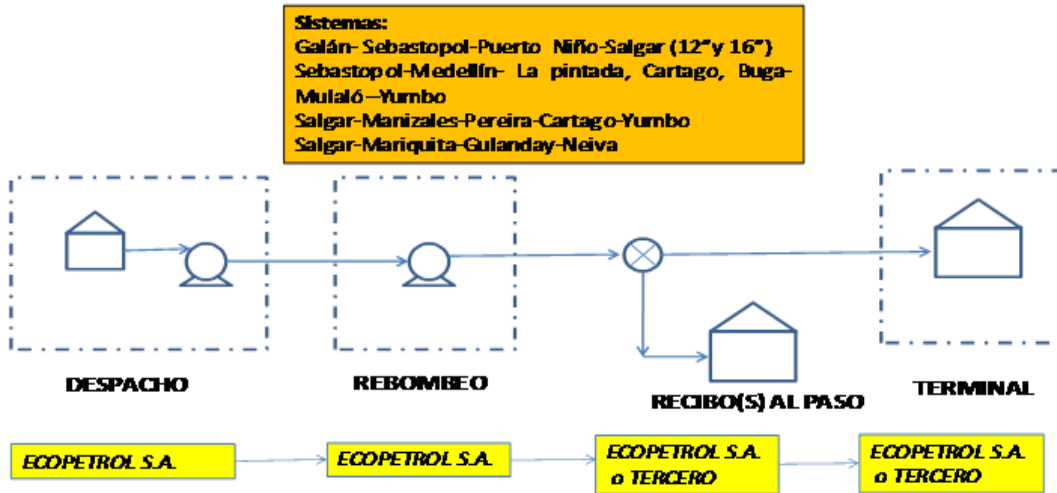 Sistemas:
Galán- Sebastopol-Puerto Niño-Salgar (12”y 16”)
Sebastopol-Medellín- La pintada, Cartago, Buga-
Mulaló –Yumbo
Salgar-Manizales-Pereira-Cartago-Yumbo
Salgar-Mariquita-Gulanday-Neiva
DESPACHO
REBOMBEO
RECIBO(S) AL PASO
TERMINAL
ECOPETROL S.A.
ECOPETROL S.A.
ECOPETROL S.A.
o TERCERO
ECOPETROL S.A.
o TERCERO